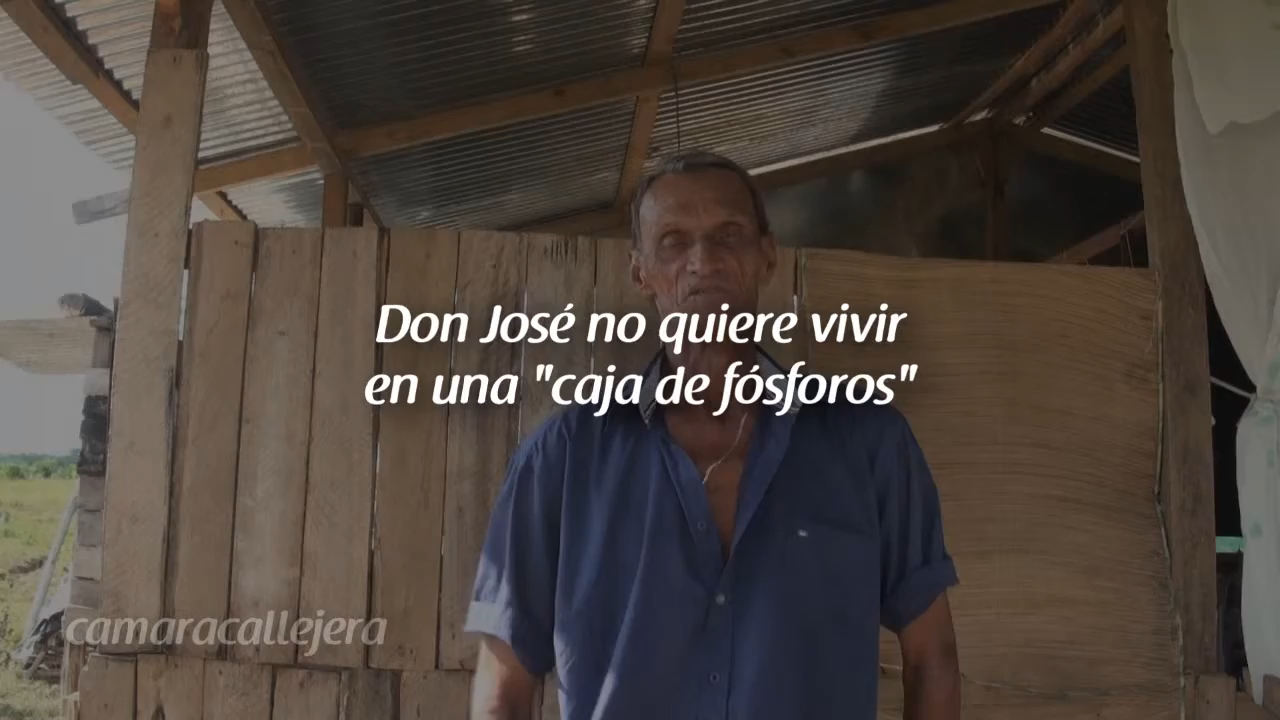 Don José no quiere vivir
en una "caja de fósforos"
camaracallejera